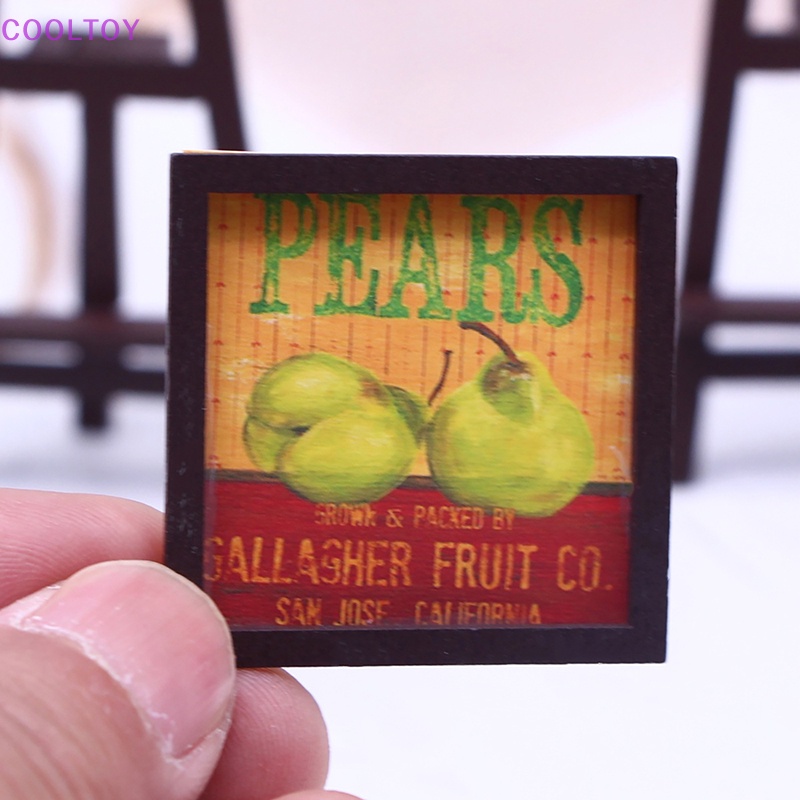 COOLTOY
PEARS
GROWN & PACKED BY
GALLAGHER FRUIT CO.
SAN JOSE CALIFORNIA